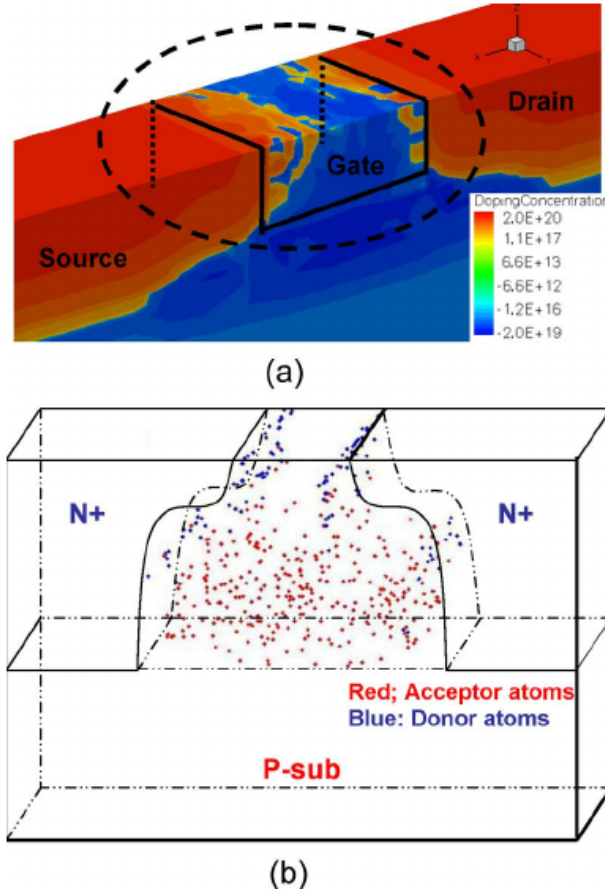 Z
X
Y
Drain
Gate
Source
DopingConcentration
2.0E+20
1.1E+17
6.6E+13
-6.6E+12
-1.2E+16
-2.0E+19
(a)
N+
N+
Red; Acceptor atoms
Blue: Donor atoms
P-sub
(b)